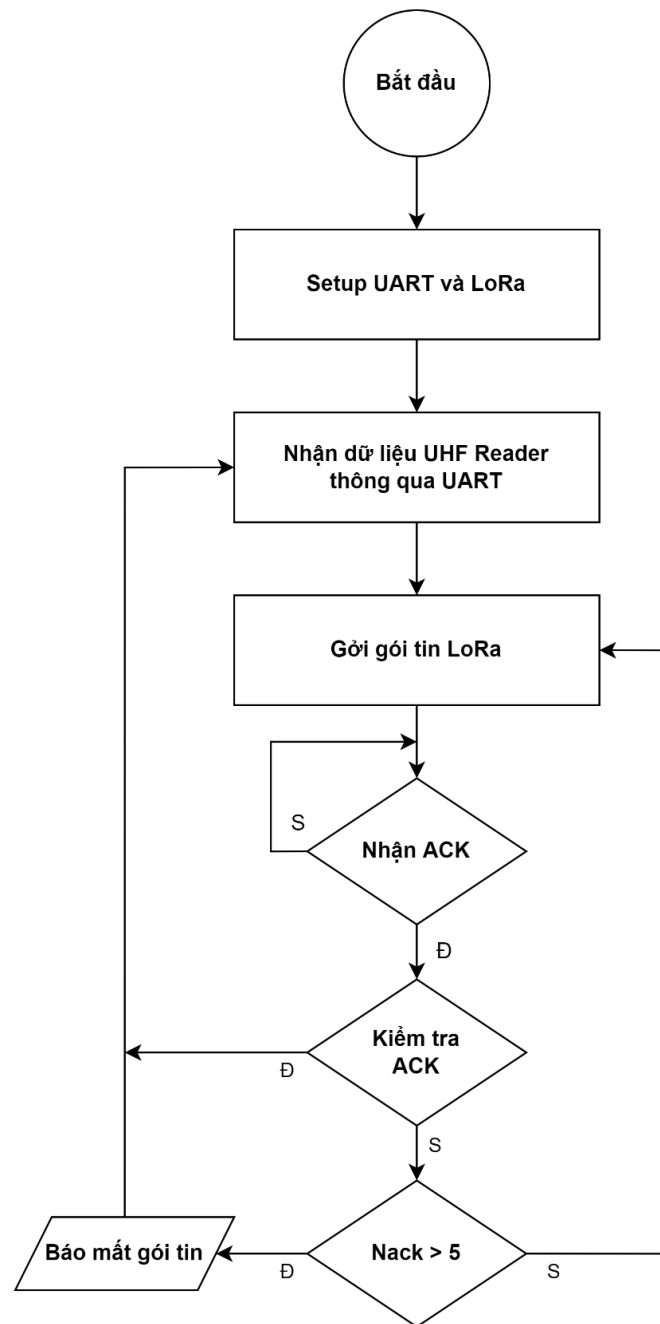 Bắt đầu
Setup UART và LoRa
Nhận dữ liệu UHF Reader
thông qua UART
Gởi gói tin LoRa
S
Nhận ACK
Đ
Kiểm tra
ACK
Đ
S
Báo mất gói tin
Đ
Nack > 5
S